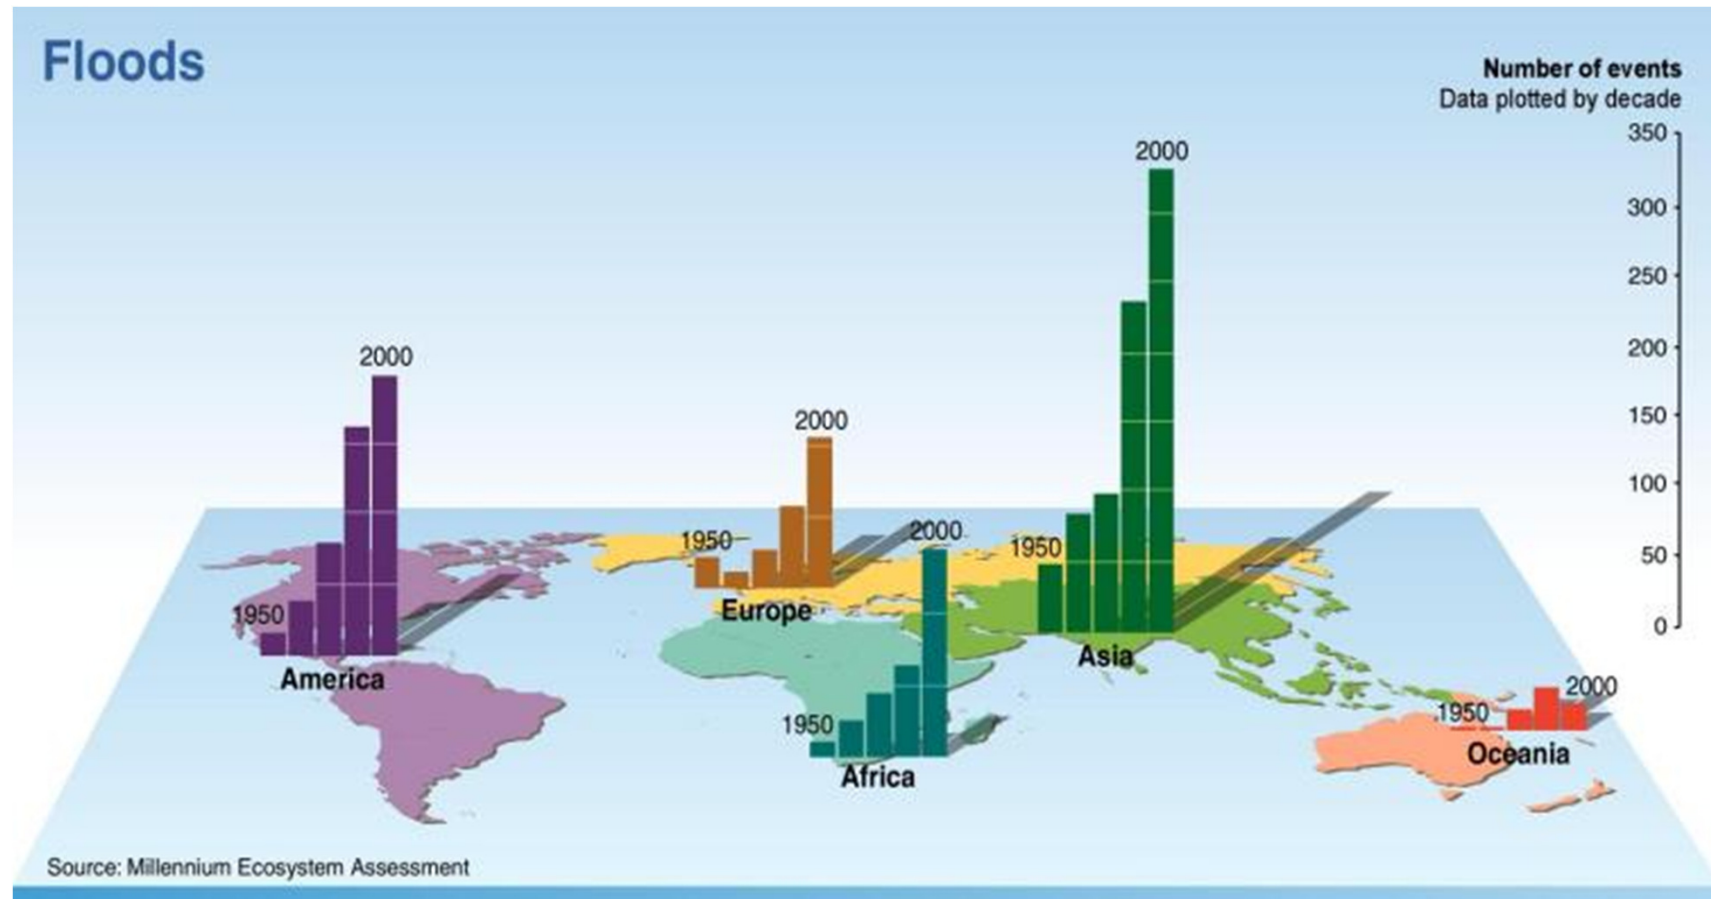 Floods
Number of events
Data plotted by decade
350
300
250
200
150
100
50
0
2000
2000
2000
1950
2000
1950
1950
Europe
America
Asia
1950
Africa
2000
1950
Oceania
Source: Millennium Ecosystem Assessment